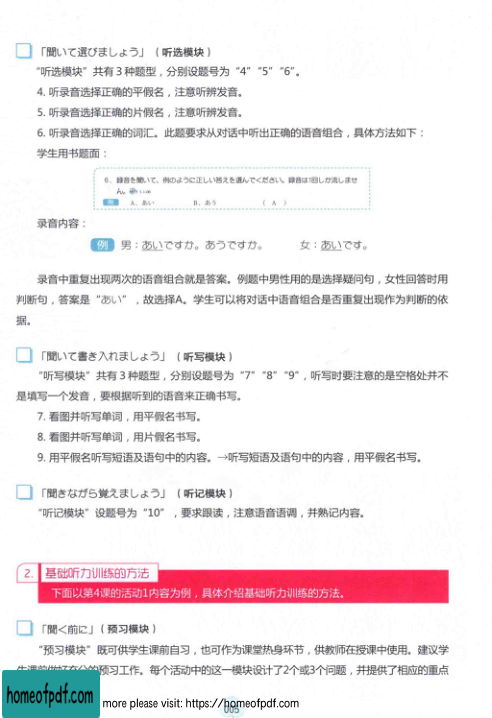 「聞いて選びましょう」（听选模块）
“听选模块”共有3种题型，分别设题号为“4”“5”“6”。
4. 听录音选择正确的平假名，注意听辨发音。
5. 听录音选择正确的片假名，注意听辨发音。
6. 听录音选择正确的词汇。此题要求从对话中听出正确的语音组合，具体方法如下：
学生用书题面：
6. 録音を聞いて、例のように正しい答えを選んでください。録音は1回しか流しませ
ん。
例 A. あい B. あう （ A ）
录音内容：
例 男：あいですか。あうですか。 女：あいです。
录音中重复出现两次的语音组合就是答案。例题中男性用的是选择疑问句，女性回答时用
判断句，答案是“あい”，故选择A。学生可以将对话中语音组合是否重复出现作为判断的依
据。
「聞いて書き入れましょう」（听写模块）
“听写模块”共有3种题型，分别设题号为“7”“8”“9”，听写时要注意的是空格处并不
是填写一个发音，要根据听到的语音来正确书写。
7. 看图并听写单词，用平假名书写。
8. 看图并听写单词，用片假名书写。
9. 用平假名听写短语及语句中的内容。→听写短语及语句中的内容，用平假名书写。
「聞きながら覚えましょう」（听记模块）
“听记模块”设题号为“10”，要求跟读，注意语音语调，并熟记内容。
2. 基础听力训练的方法
下面以第4课的活动1内容为例，具体介绍基础听力训练的方法。
「聞く前に」（预习模块）
“预习模块”既可供学生课前自习，也可作为课堂热身环节，供教师在授课中使用。建议学
生课前做好充分的预习工作。每个活动中的这一模块设计了2个或3个问题，并提供了相应的重点
homeofpdf.com more please visit: https://homeofpdf.com
005